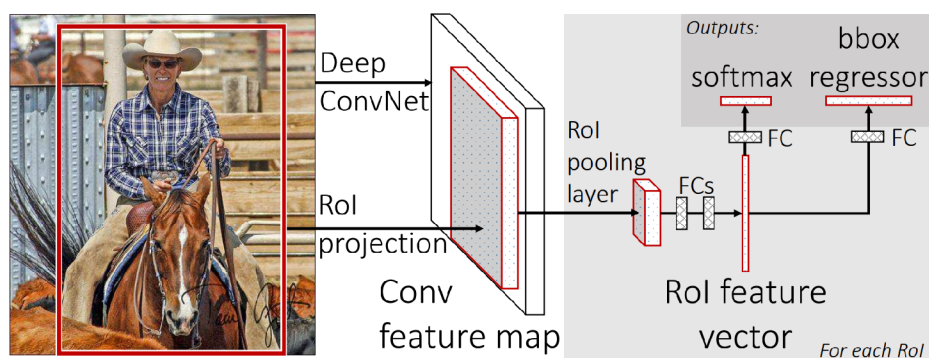 Deep
ConvNet
RoI
projection
Conv
feature map
RoI
pooling
layer
FCs
RoI feature
vector
Outputs:
softmax
bbox
regressor
FC
FC
For each RoI